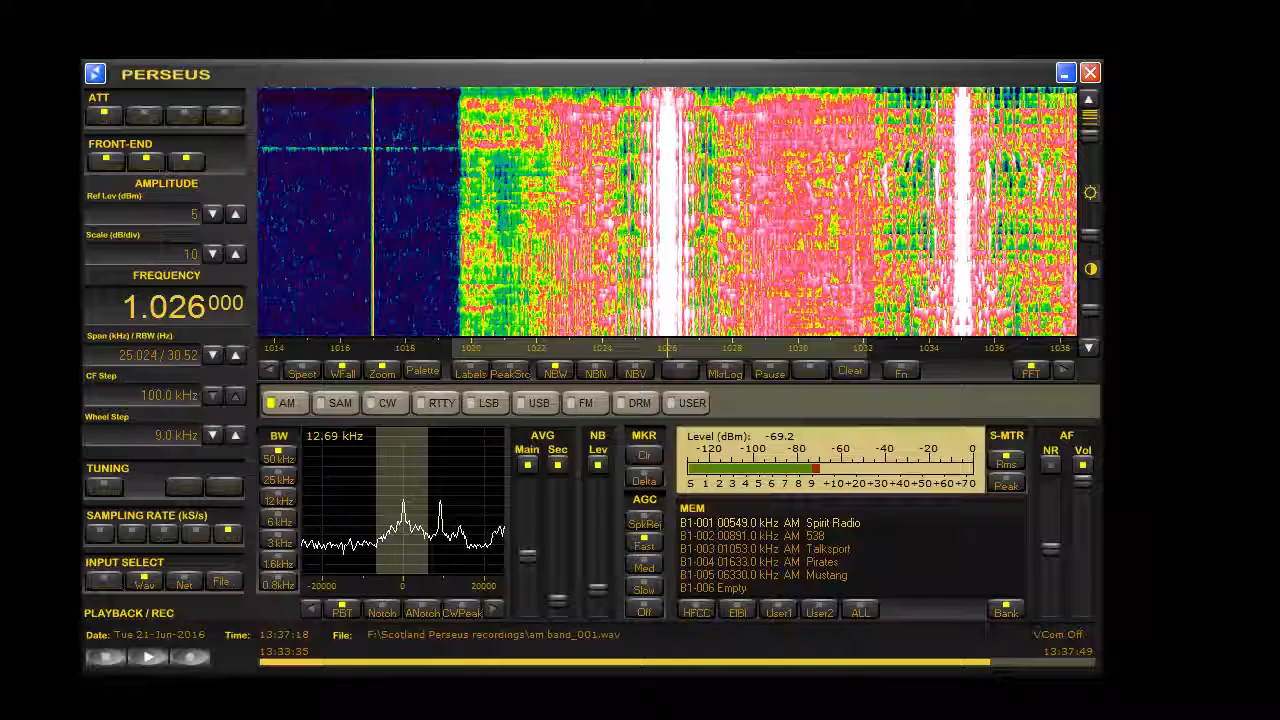 PERSEUS
ATT
FRONT-END
AMPLITUDE
Ref Lev (dBm)
5
Scale (dB/div)
10
FREQUENCY
1.026000
Span (kHz) / RBW (Hz)
25.024 / 30.52
CF Step
100.0 kHz
Wheel Step
9.0 kHz
TUNING
SAMPLING RATE (kS/s)
INPUT SELECT
Wav Net File
PLAYBACK / REC
1014 1016 1018 1020 1022 1024 1026 1028 1030 1032 1034 1036 1038
Spect WFall Zoom Palette Labels PeakSrc NBW NBN NBV MkrLog Pause Clear Fn FFT
AM SAM CW RTTY LSB USB FM DRM USER
BW
50kHz
25 kHz
12 kHz
6 kHz
3 kHz
1.6kHz
0.8kHz
12.69 kHz
-20000 0 20000
PBT Notch ANotch CWPeak
AVG
Main Sec
NB
Lev
MKR
Clr
Delta
AGC
SpkRej
Fast
Med
Slow
Off
Level (dBm): -69.2
-120 -100 -80 -60 -40 -20 0
S 1 2 3 4 5 6 7 8 9 +10+20+30+40+50+60+70
S-MTR
Rms
Peak
AF
NR Vol
MEM
B1-001 00549.0 kHz AM Spirit Radio
B1-002 00891.0 kHz AM 538
B1-003 01053.0 kHz AM Talksport
B1-004 01633.0 kHz AM Pirates
B1-005 06330.0 kHz AM Mustang
B1-006 Empty
HFCC EIBI User1 User2 ALL Bank
Date: Tue 21-Jun-2016 Time: 13:37:18 File: F:\Scotland Perseus recordings\am band_001.wav VCom Off
13:33:35 13:37:49